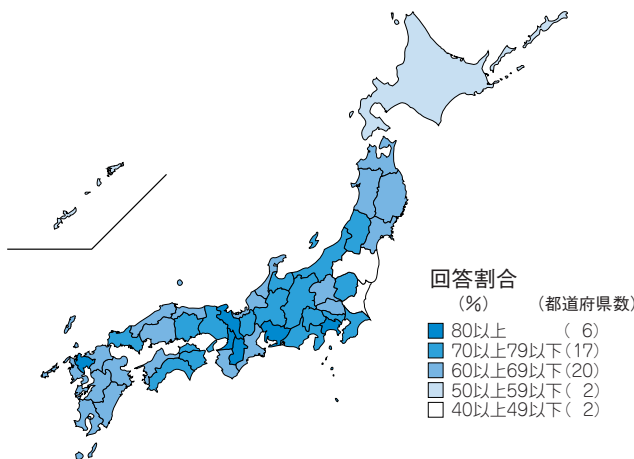 回答割合
(%) (都道府県数)
80以上 ( 6)
70以上79以下(17)
60以上69以下(20)
50以上59以下( 2)
40以上49以下( 2)